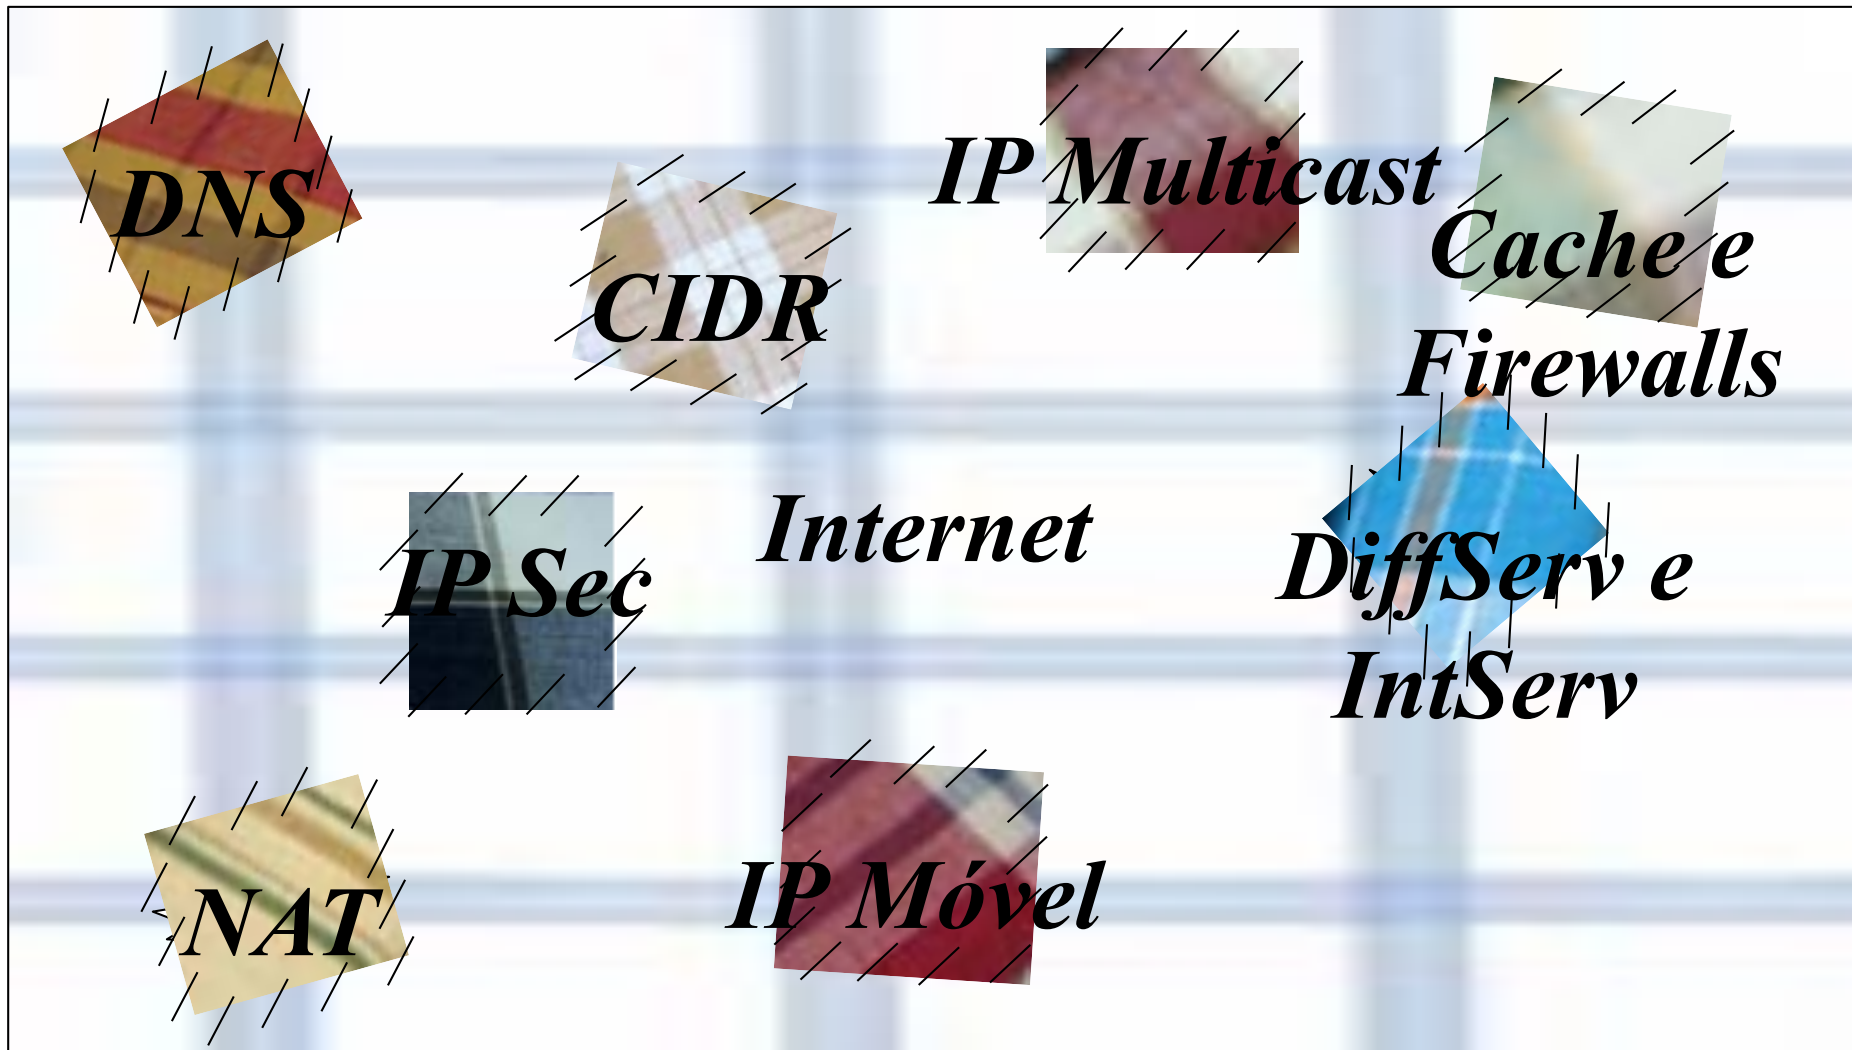 DNS
IP Multicast
Cache e
Firewalls
CIDR
Internet
IP Sec
DiffServ e
IntServ
NAT
IP Móvel